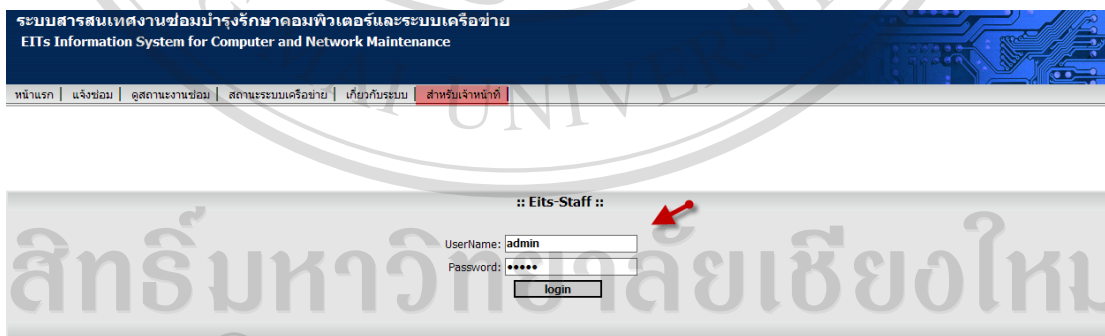 ระบบสารสนเทศงานซ่อมบำรุงรักษาคอมพิวเตอร์และระบบเครือข่าย
EITs Information System for Computer and Network Maintenance
หน้าแรก | แจ้งซ่อม | ดูสถานะงานซ่อม | สถานะระบบเครือข่าย | เกี่ยวกับระบบ | สำหรับเจ้าหน้าที่ |
UNIV
:: Eits-Staff ::
UserName: admin
Password: •••••
login
สิทธิ์มหาวิทยาลัยเชียงใหม